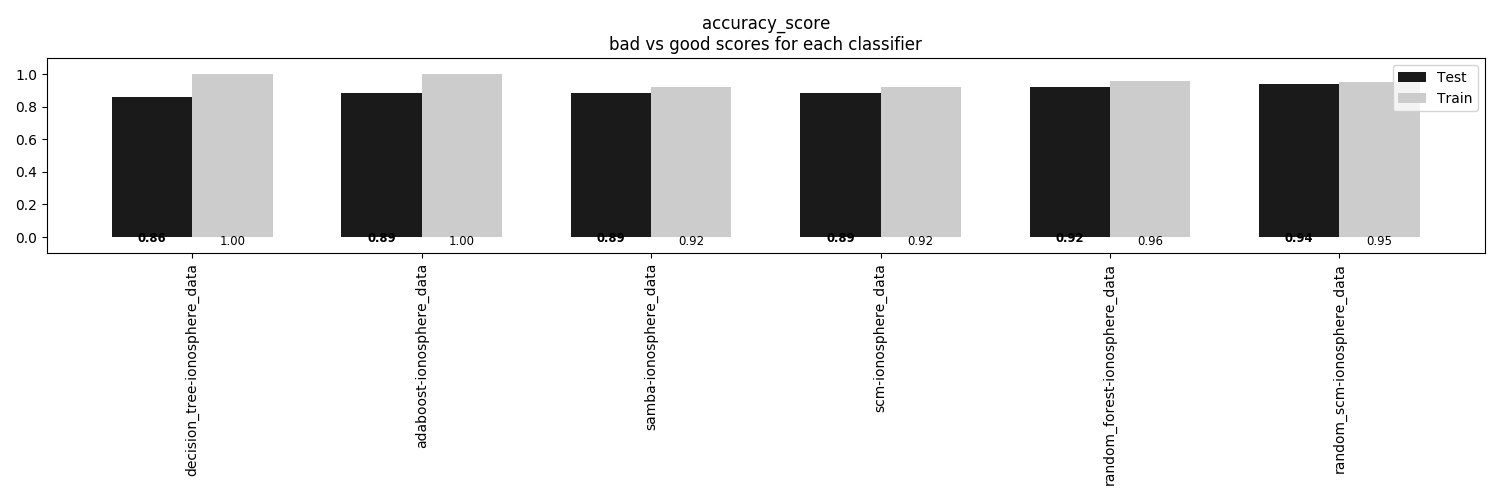 accuracy_score
bad vs good scores for each classifier
Test
Train
1.0
0.8
0.6
0.4
0.2
0.0
0.86 1.00 0.89 1.00 0.89 0.92 0.89 0.92 0.92 0.96 0.94 0.95
decision_tree-ionosphere_data
adaboost-ionosphere_data
samba-ionosphere_data
scm-ionosphere_data
random_forest-ionosphere_data
random_scm-ionosphere_data